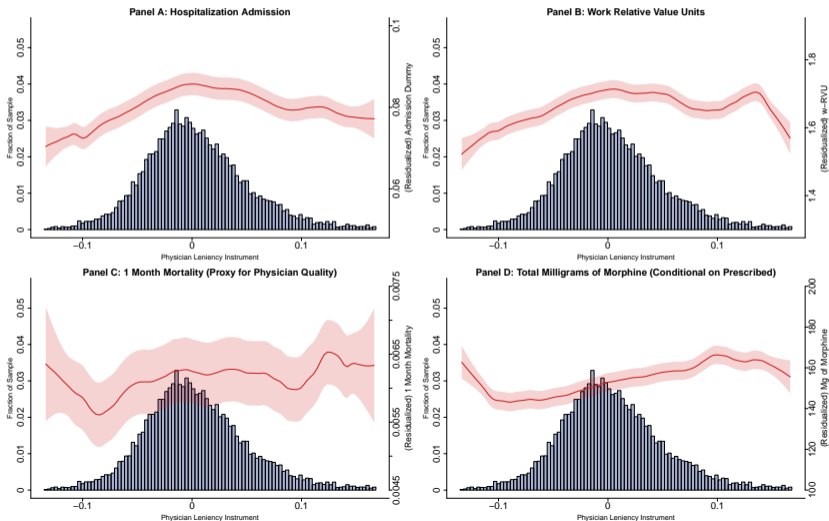 Panel A: Hospitalization Admission
Fraction of Sample
0 0.01 0.02 0.03 0.04 0.05
−0.1 0 0.1
Physician Leniency Instrument
0.06 0.08 0.1
(Residualized) Admission Dummy
Panel B: Work Relative Value Units
Fraction of Sample
0 0.01 0.02 0.03 0.04 0.05
−0.1 0 0.1
Physician Leniency Instrument
1.4 1.6 1.8
(Residualized) w−RVU
Panel C: 1 Month Mortality (Proxy for Physician Quality)
Fraction of Sample
0 0.01 0.02 0.03 0.04 0.05
−0.1 0 0.1
Physician Leniency Instrument
0.0045 0.0055 0.0065 0.0075
(Residualized) 1 Month Mortality
Panel D: Total Milligrams of Morphine (Conditional on Prescribed)
Fraction of Sample
0 0.01 0.02 0.03 0.04 0.05
−0.1 0 0.1
Physician Leniency Instrument
100 120 140 160 180 200
(Residualized) Mg of Morphine